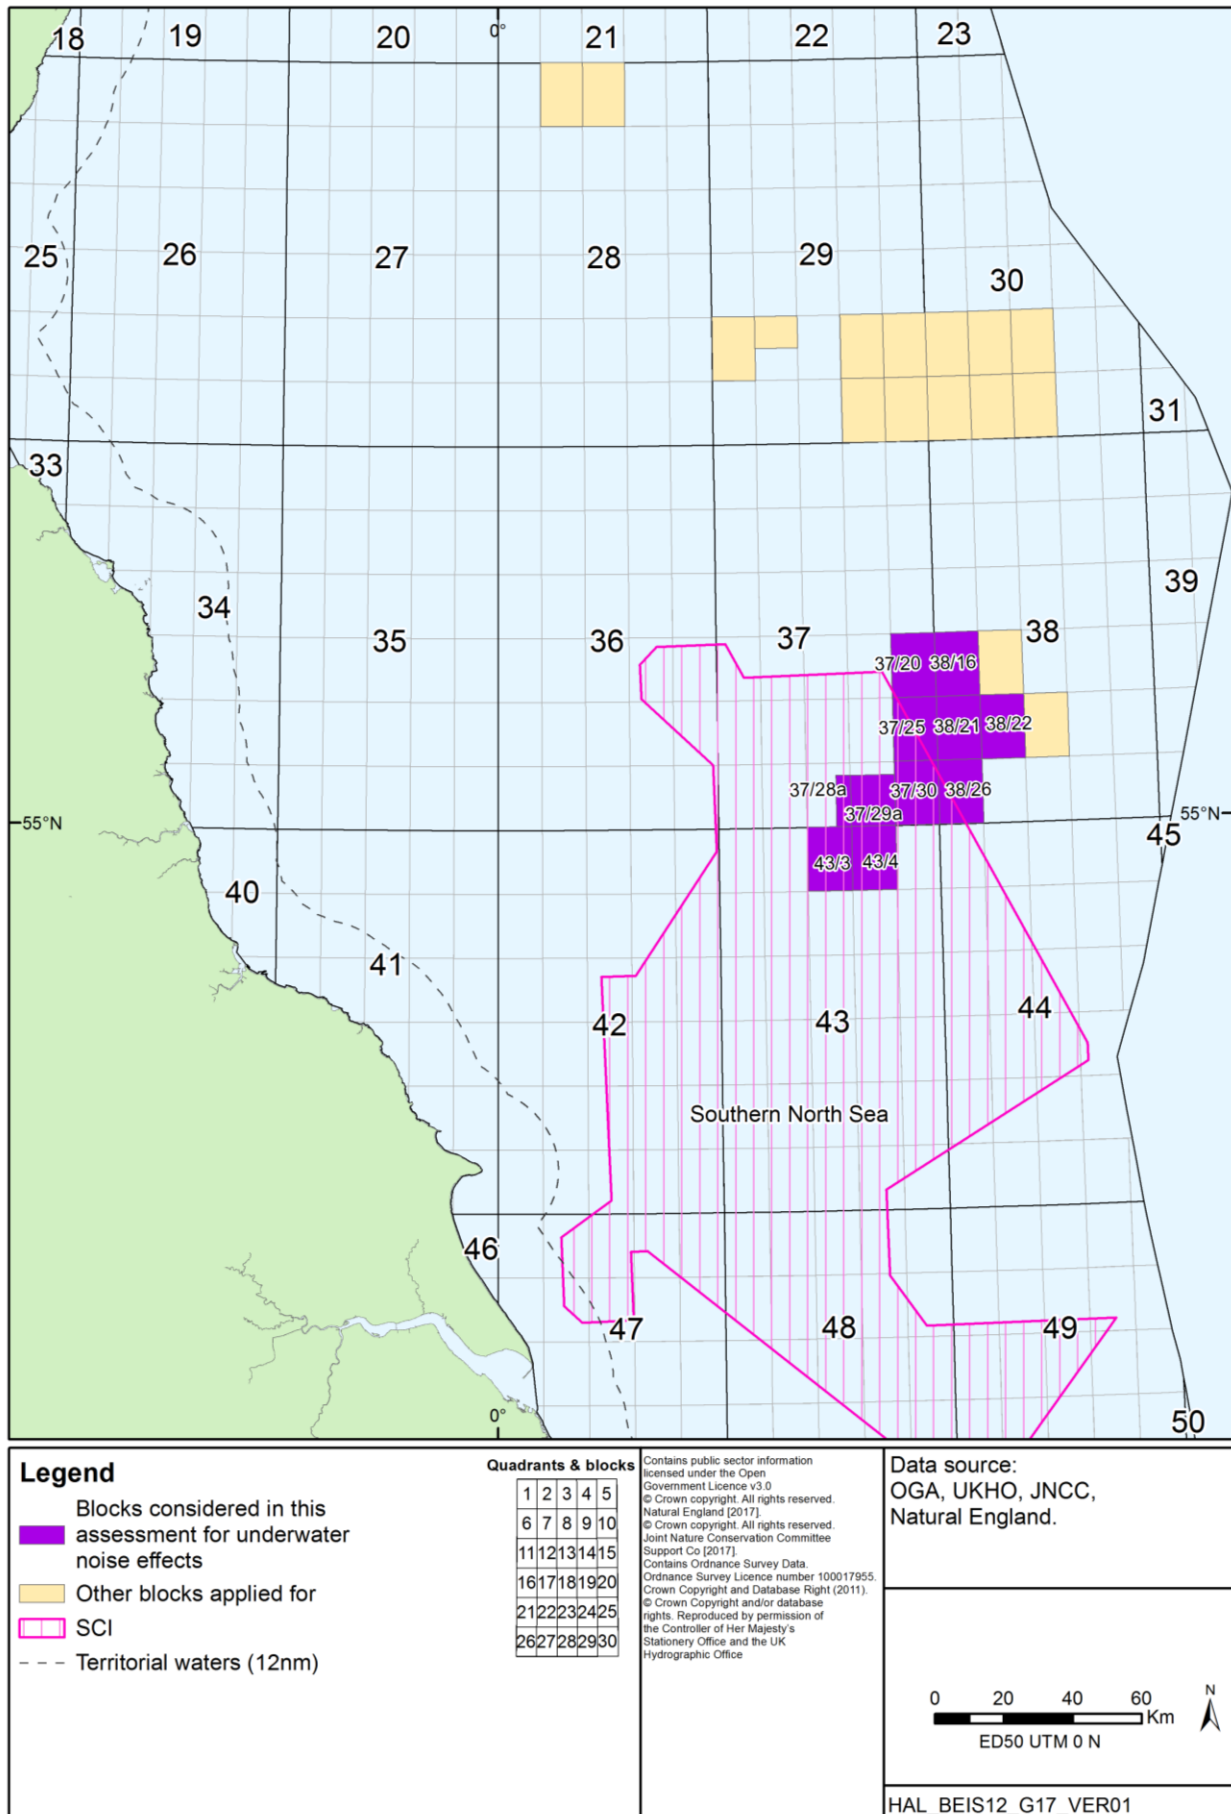 18
19
20
0°
21
22
23
25
26
27
28
29
30
31
33
34
35
36
37
39
38
37/20 38/16
37/25 38/21 38/22
37/28a 37/30 38/26
37/29a
55°N
55°N
45
43/3 43/4
40
41
42
43
44
Southern North Sea
46
47
48
49
0°
50
Legend
Blocks considered in this
assessment for underwater
noise effects
Other blocks applied for
SCI
Territorial waters (12nm)
Quadrants & blocks
1 2 3 4 5
6 7 8 9 10
11 12 13 14 15
16 17 18 19 20
21 22 23 24 25
26 27 28 29 30
Contains public sector information
licensed under the Open
Government Licence v3.0
© Crown copyright. All rights reserved.
Natural England [2017].
© Crown copyright. All rights reserved.
Joint Nature Conservation Committee
Support Co [2017].
Contains Ordnance Survey Data.
Ordnance Survey Licence number 100017955.
Crown Copyright and Database Right (2011).
© Crown Copyright and/or database
rights. Reproduced by permission of
the Controller of Her Majesty's
Stationery Office and the UK
Hydrographic Office
Data source:
OGA, UKHO, JNCC,
Natural England.
0 20 40 60
Km
N
ED50 UTM 0 N
HAL_BEIS12_G17_VER01